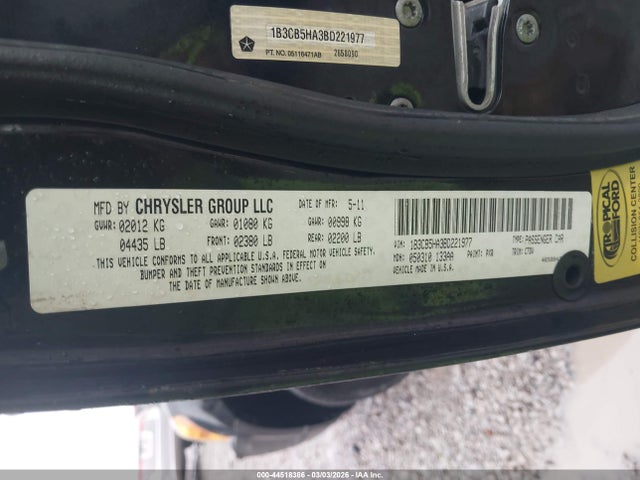 1B3CB5HA3BD221977
PT. NO. 05116471AB 2658090
MFD BY CHRYSLER GROUP LLC DATE OF MFR: 5-11
GVWR: 02012 KG GAWR: 01080 KG GAWR: 00998 KG
04435 LB FRONT: 02380 LB REAR: 02200 LB
THIS VEHICLE CONFORMS TO ALL APPLICABLE U.S.A. FEDERAL MOTOR VEHICLE SAFETY,
BUMPER AND THEFT PREVENTION STANDARDS IN EFFECT ON
THE DATE OF MANUFACTURE SHOWN ABOVE.
VIN: 1B3CB5HA3BD221977 TYPE: PASSENGER CAR
MDH: 050310 133AA PAINT: PXR TRIM:
VEHICLE MADE IN U.S.A.
TROPICAL
FORD
COLLISION CENTER
000-44518386 | 03/03/2026 | IAA